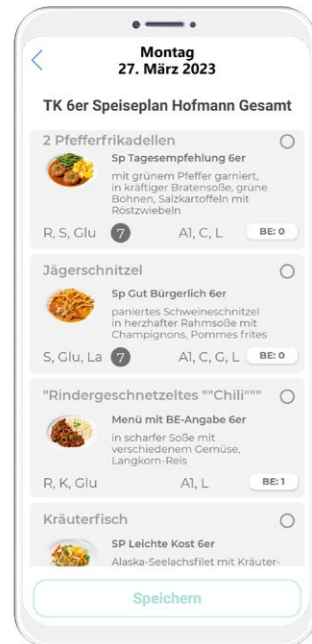 Montag
27. März 2023
TK 6er Speiseplan Hofmann Gesamt
2 Pfefferfrikadellen
Sp Tagesempfehlung 6er
mit grünem Pfeffer garniert,
in kräftiger Bratensoße, grüne
Bohnen, Salzkartoffeln mit
Röstzwiebeln
R, S, Glu 7 A1, C, L BE: 0
Jägerschnitzel
Sp Gut Bürgerlich 6er
paniertes Schweineschnitzel
in herzhafter Rahmsoße mit
Champignons, Pommes frites
S, Glu, La 7 A1, C, G, L BE: 0
"Rindergeschnetzeltes ""Chili"""
Menü mit BE-Angabe 6er
in scharfer Soße mit
verschiedenem Gemüse,
Langkorn-Reis
R, K, Glu A1, L BE: 1
Kräuterfisch
SP Leichte Kost 6er
Alaska-Seelachsfilet mit Kräuter-
Speichern